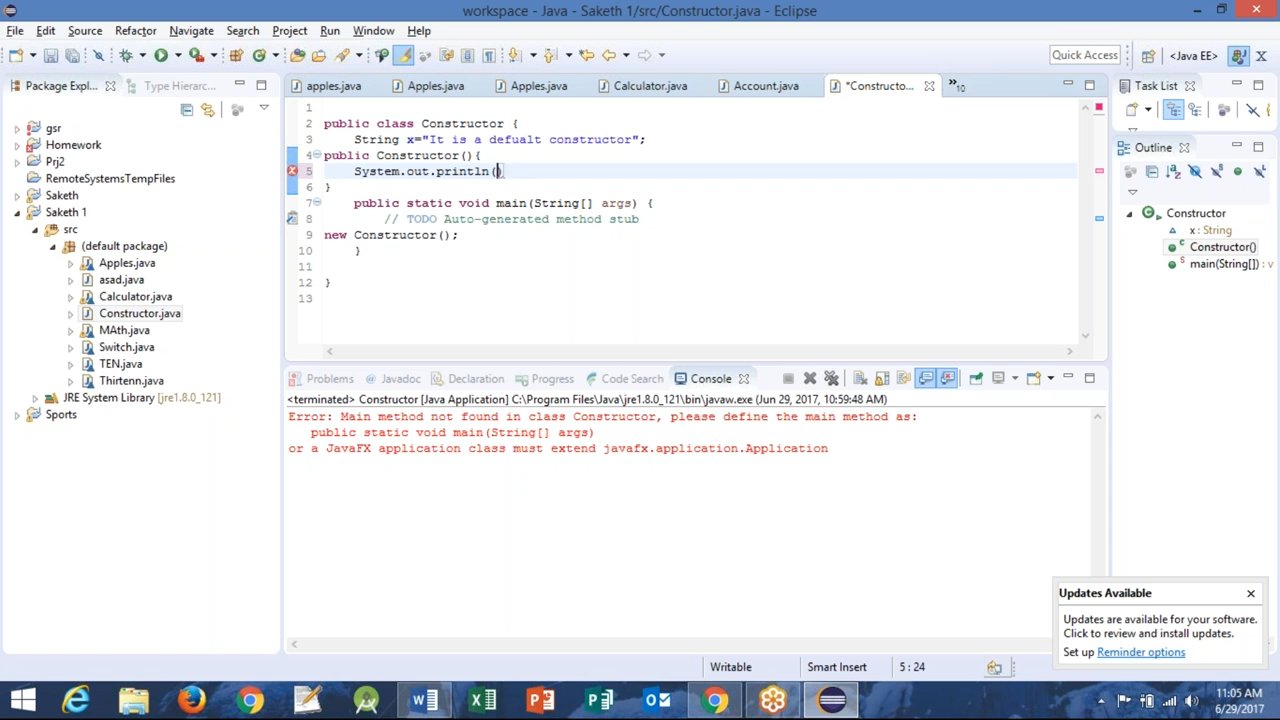 workspace - Java - Saketh 1/src/Constructor.java - Eclipse
File Edit Source Refactor Navigate Search Project Run Window Help
Quick Access
<Java EE>
Package Expl...
Type Hierarc...
apples.java
Apples.java
Apples.java
Calculator.java
Account.java
*Constructo...
»10
Task List
gsr
Homework
Prj2
RemoteSystemsTempFiles
Saketh
Saketh 1
src
(default package)
Apples.java
asad.java
Calculator.java
Constructor.java
MAth.java
Switch.java
TEN.java
Thirtenn.java
JRE System Library [jre1.8.0_121]
Sports
1
2 public class Constructor {
3 String x="It is a defualt constructor";
4 public Constructor(){
5 System.out.println()
6 }
7 public static void main(String[] args) {
8 // TODO Auto-generated method stub
9 new Constructor();
10 }
11
12 }
13
Outline
Constructor
x : String
Constructor()
main(String[]) : v
Problems
Javadoc
Declaration
Progress
Code Search
Console
<terminated> Constructor [Java Application] C:\Program Files\Java\jre1.8.0_121\bin\javaw.exe (Jun 29, 2017, 10:59:48 AM)
Error: Main method not found in class Constructor, please define the main method as:
public static void main(String[] args)
or a JavaFX application class must extend javafx.application.Application
Updates Available
Updates are available for your software.
Click to review and install updates.
Set up Reminder options
Writable
Smart Insert
5 : 24
11:05 AM
6/29/2017